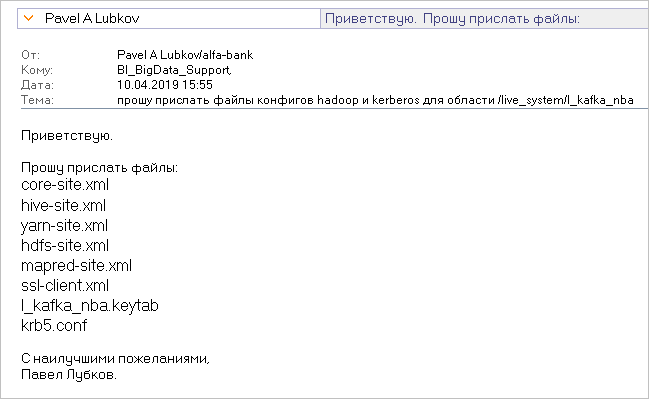 Pavel A Lubkov Приветствую. Прошу прислать файлы:
От: Pavel A Lubkov/alfa-bank
Кому: BI_BigData_Support,
Дата: 10.04.2019 15:55
Тема: прошу прислать файлы конфигов hadoop и kerberos для области /live_system/l_kafka_nba
Приветствую.
Прошу прислать файлы:
core-site.xml
hive-site.xml
yarn-site.xml
hdfs-site.xml
mapred-site.xml
ssl-client.xml
l_kafka_nba.keytab
krb5.conf
С наилучшими пожеланиями,
Павел Лубков.